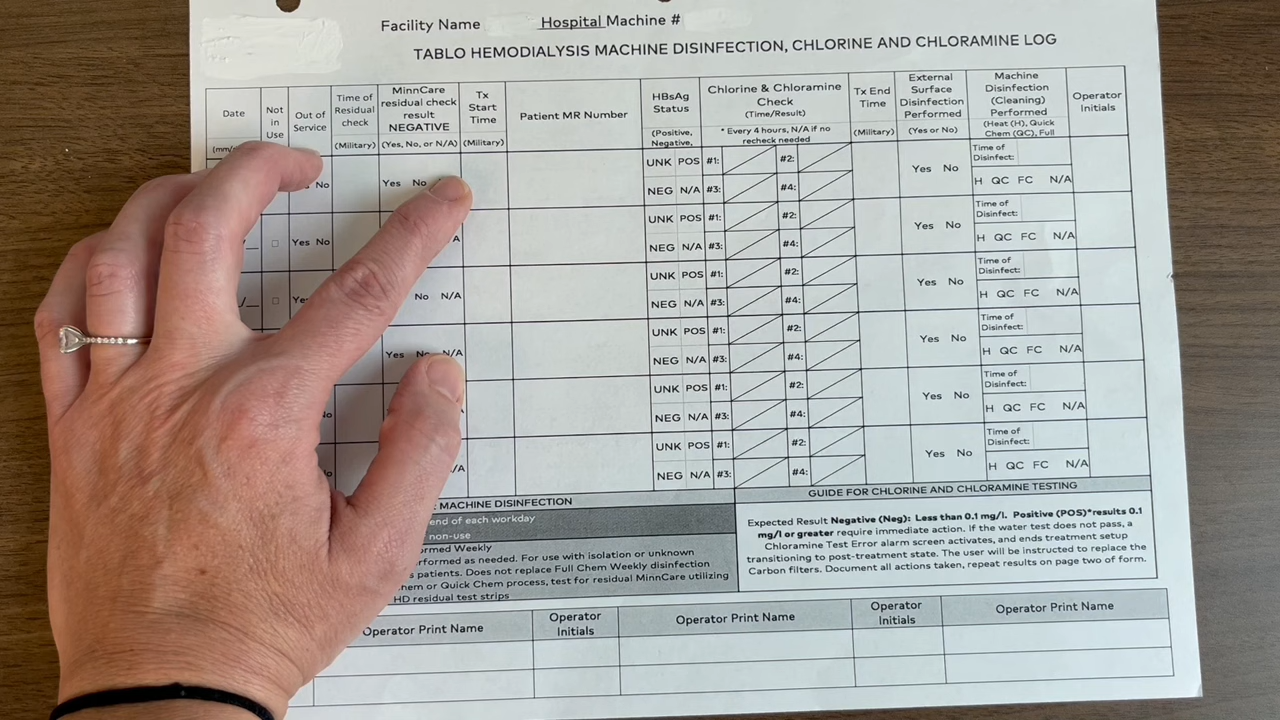 Facility Name Hospital Machine #
TABLO HEMODIALYSIS MACHINE DISINFECTION, CHLORINE AND CHLORAMINE LOG
Date
Not in Use
Out of Service
Time of Residual check
(Military)
MinnCare residual check result NEGATIVE
(Yes, No, or N/A)
Tx Start Time
(Military)
Patient MR Number
HBsAg Status
(Positive, Negative,
Chlorine & Chloramine Check
(Time/Result)
* Every 4 hours, N/A if no recheck needed
Tx End Time
(Military)
External Surface Disinfection Performed
(Yes or No)
Machine Disinfection (Cleaning) Performed
(Heat (H), Quick Chem (QC), Full
Operator Initials
No Yes No UNK POS #1: #2: Yes No Time of Disinfect:
NEG N/A #3: #4: H QC FC N/A
Yes No UNK POS #1: #2: Yes No Time of Disinfect:
NEG N/A #3: #4: H QC FC N/A
No N/A UNK POS #1: #2: Yes No Time of Disinfect:
NEG N/A #3: #4: H QC FC N/A
Yes No N/A UNK POS #1: #2: Yes No Time of Disinfect:
NEG N/A #3: #4: H QC FC N/A
UNK POS #1: #2: Yes No Time of Disinfect:
NEG N/A #3: #4: H QC FC N/A
UNK POS #1: #2: Yes No Time of Disinfect:
NEG N/A #3: #4: H QC FC N/A
MACHINE DISINFECTION
end of each workday
non-use
Weekly
as needed. For use with isolation or unknown
patients. Does not replace Full Chem Weekly disinfection
or Quick Chem process, test for residual MinnCare utilizing
HD residual test strips
GUIDE FOR CHLORINE AND CHLORAMINE TESTING
Expected Result Negative (Neg): Less than 0.1 mg/l. Positive (POS)*results 0.1
mg/l or greater require immediate action. If the water test does not pass, a
Chloramine Test Error alarm screen activates, and ends treatment setup
transitioning to post-treatment state. The user will be instructed to replace the
Carbon filters. Document all actions taken, repeat results on page two of form.
Operator Print Name Operator Initials Operator Print Name Operator Initials Operator Print Name